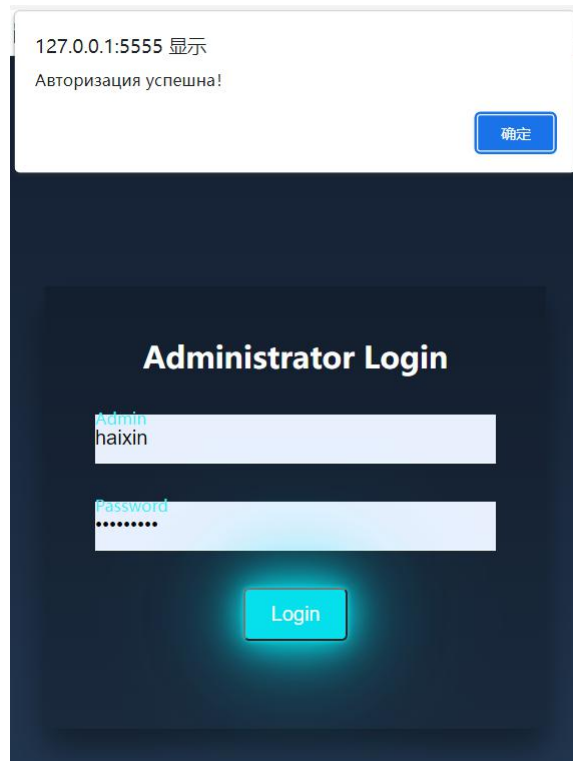 127.0.0.1:5555 显示
Авторизация успешна!
确定
Administrator Login
Admin
haixin
Password
•••••••••
Login